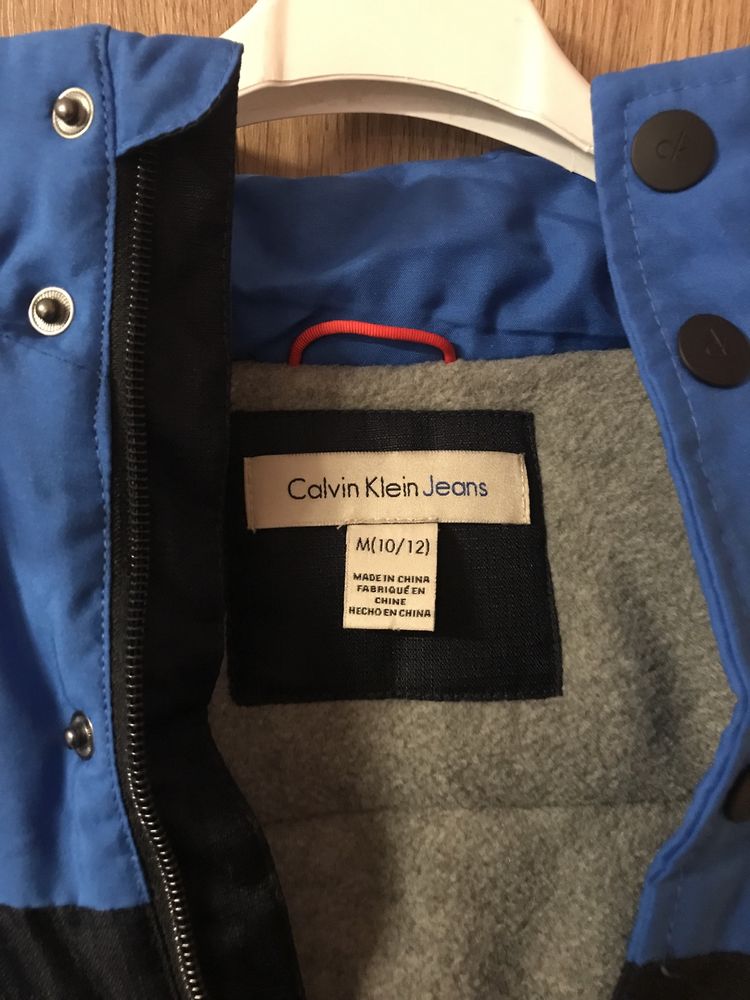 Calvin Klein Jeans
M(10/12)
MADE IN CHINA
FABRIQUÉ EN
CHINE
HECHO EN CHINA